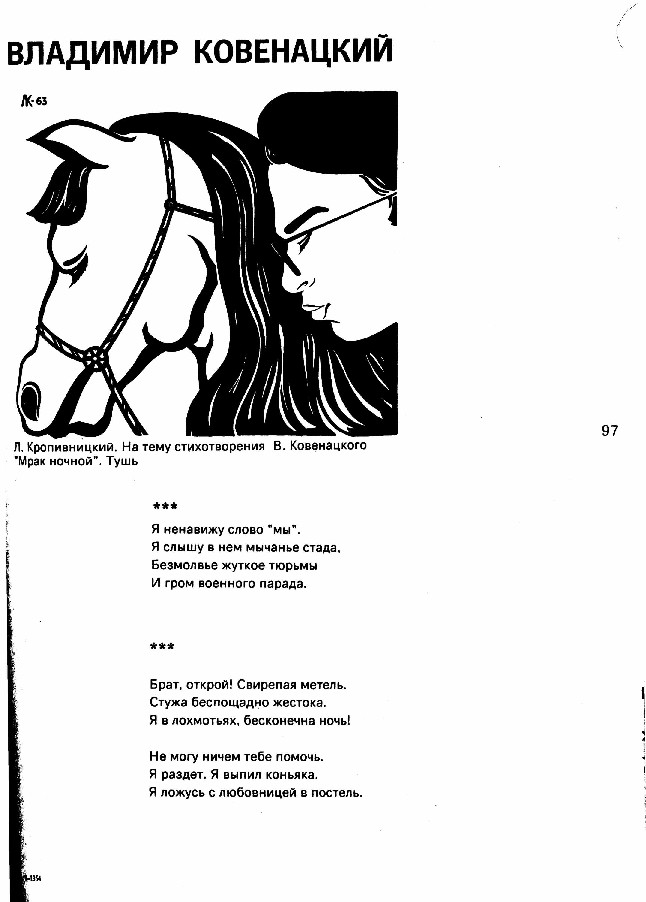 ВЛАДИМИР КОВЕНАЦКИЙ
ЛК-63
Л. Кропивницкий. На тему стихотворения В. Ковенацкого
"Мрак ночной". Тушь
97
***
Я ненавижу слово "мы".
Я слышу в нем мычанье стада,
Безмолвье жуткое тюрьмы
И гром военного парада.
***
Брат, открой! Свирепая метель.
Стужа беспощадно жестока.
Я в лохмотьях, бесконечна ночь!
Не могу ничем тебе помочь.
Я раздет. Я выпил коньяка.
Я ложусь с любовницей в постель.